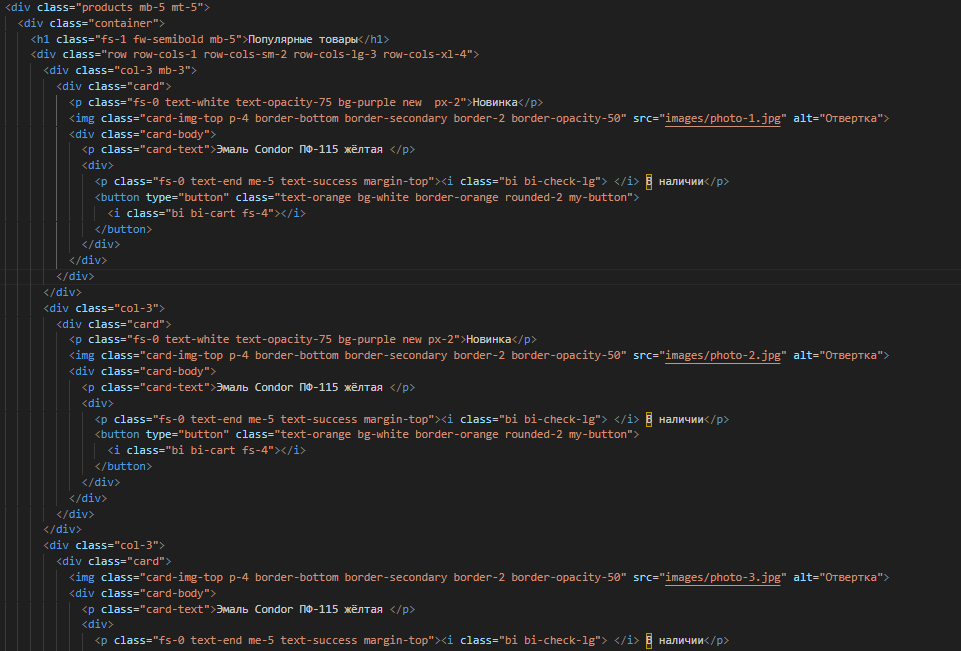 <div class="products mb-5 mt-5">
<div class="container">
<h1 class="fs-1 fw-semibold mb-5">Популярные товары</h1>
<div class="row row-cols-1 row-cols-sm-2 row-cols-lg-3 row-cols-xl-4">
<div class="col-3 mb-3">
<div class="card">
<p class="fs-0 text-white text-opacity-75 bg-purple new  px-2">Новинка</p>
<img class="card-img-top p-4 border-bottom border-secondary border-2 border-opacity-50" src="images/photo-1.jpg" alt="Отвертка">
<div class="card-body">
<p class="card-text">Эмаль Condor ПФ-115 жёлтая </p>
<div>
<p class="fs-0 text-end me-5 text-success margin-top"><i class="bi bi-check-lg"> </i> В наличии</p>
<button type="button" class="text-orange bg-white border-orange rounded-2 my-button">
<i class="bi bi-cart fs-4"></i>
</button>
</div>
</div>
</div>
</div>
<div class="col-3">
<div class="card">
<p class="fs-0 text-white text-opacity-75 bg-purple new px-2">Новинка</p>
<img class="card-img-top p-4 border-bottom border-secondary border-2 border-opacity-50" src="images/photo-2.jpg" alt="Отвертка">
<div class="card-body">
<p class="card-text">Эмаль Condor ПФ-115 жёлтая </p>
<div>
<p class="fs-0 text-end me-5 text-success margin-top"><i class="bi bi-check-lg"> </i> В наличии</p>
<button type="button" class="text-orange bg-white border-orange rounded-2 my-button">
<i class="bi bi-cart fs-4"></i>
</button>
</div>
</div>
</div>
</div>
<div class="col-3">
<div class="card">
<img class="card-img-top p-4 border-bottom border-secondary border-2 border-opacity-50" src="images/photo-3.jpg" alt="Отвертка">
<div class="card-body">
<p class="card-text">Эмаль Condor ПФ-115 жёлтая </p>
<div>
<p class="fs-0 text-end me-5 text-success margin-top"><i class="bi bi-check-lg"> </i> В наличии</p>